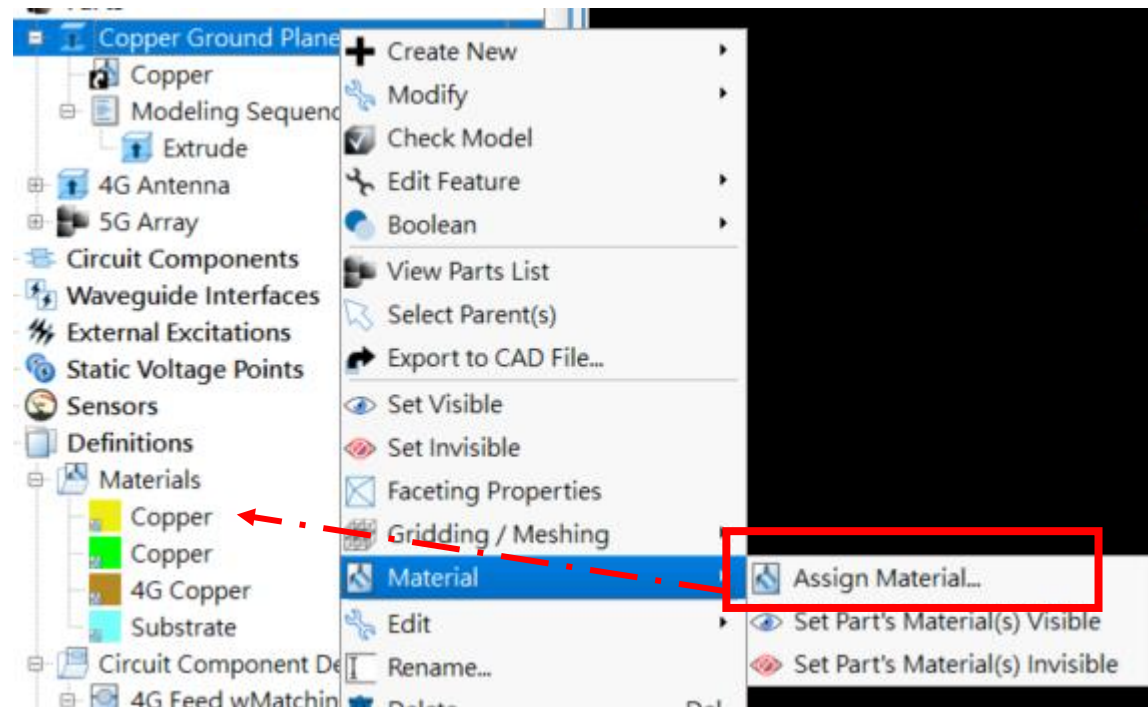 Copper Ground Plane
Copper
Modeling Sequenc
Extrude
4G Antenna
5G Array
Circuit Components
Waveguide Interfaces
External Excitations
Static Voltage Points
Sensors
Definitions
Materials
Copper
Copper
4G Copper
Substrate
Circuit Component De
4G Feed wMatchin
Create New
Modify
Check Model
Edit Feature
Boolean
View Parts List
Select Parent(s)
Export to CAD File...
Set Visible
Set Invisible
Faceting Properties
Gridding / Meshing
Material
Edit
Rename...
Delete Del
Assign Material...
Set Part's Material(s) Visible
Set Part's Material(s) Invisible